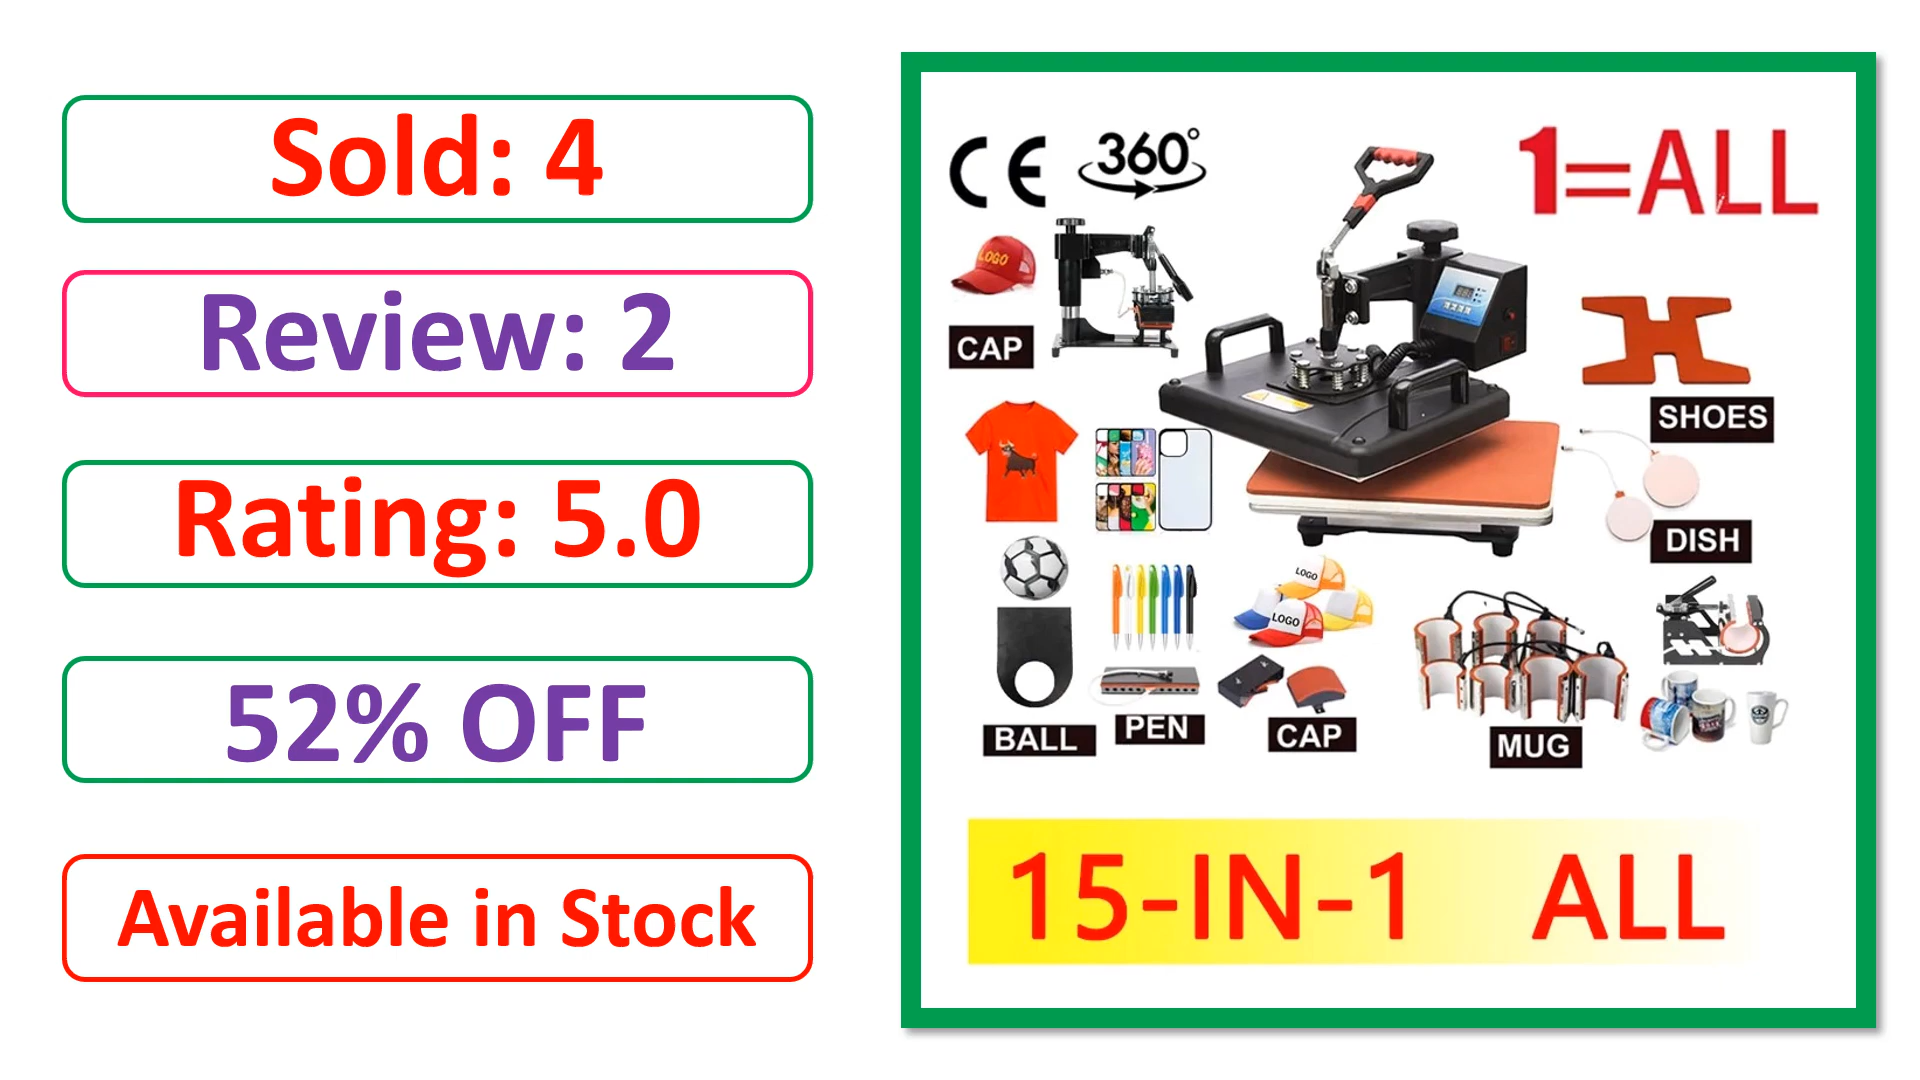 Sold: 4
Review: 2
Rating: 5.0
52% OFF
Available in Stock
CE 360° 1=ALL
LOGO
CAP
SHOES
DISH
LOGO
LOGO
BALL PEN CAP MUG
15-IN-1 ALL